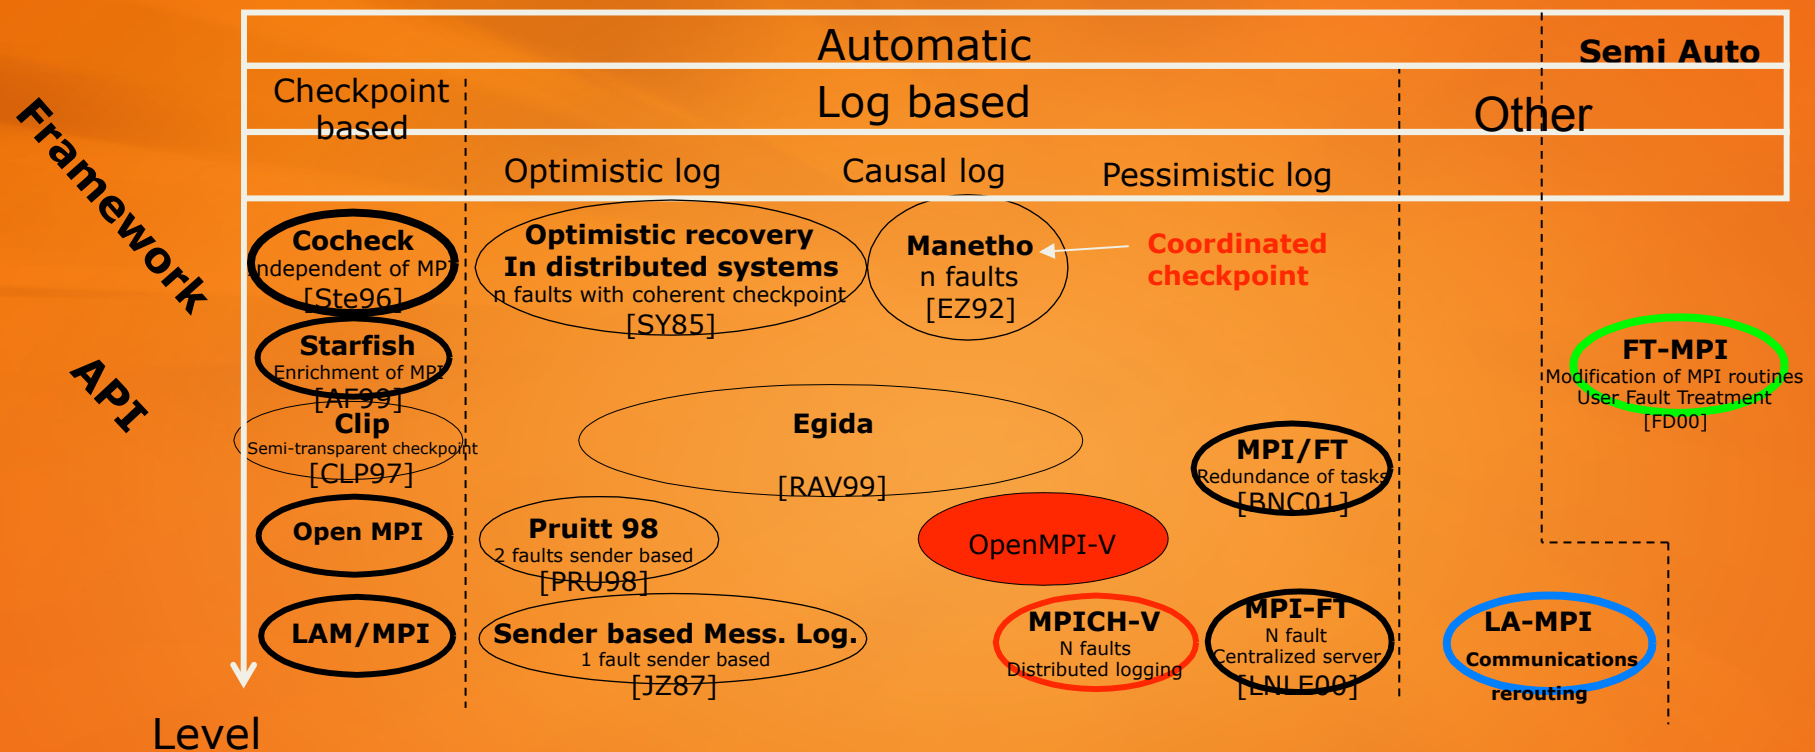 Automatic
Semi Auto
Checkpoint
based
Log based
Other
Optimistic log
Causal log
Pessimistic log
Framework
API
Level
Cocheck
Independent of MPI
[Ste96]
Optimistic recovery
In distributed systems
n faults with coherent checkpoint
[SY85]
Manetho
n faults
[EZ92]
Coordinated
checkpoint
Starfish
Enrichment of MPI
[AF99]
FT-MPI
Modification of MPI routines
User Fault Treatment
[FD00]
Clip
Semi-transparent checkpoint
[CLP97]
Egida
[RAV99]
MPI/FT
Redundance of tasks
[BNC01]
Open MPI
Pruitt 98
2 faults sender based
[PRU98]
OpenMPI-V
LAM/MPI
Sender based Mess. Log.
1 fault sender based
[JZ87]
MPICH-V
N faults
Distributed logging
MPI-FT
N fault
Centralized server
[LNLE00]
LA-MPI
Communications
rerouting